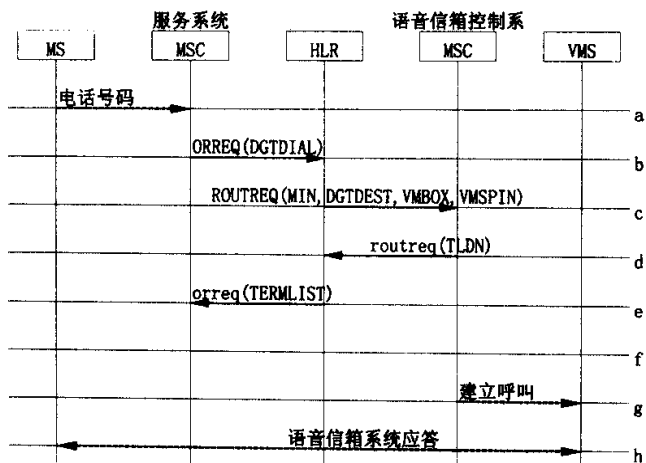 服务系统 语音信箱控制系
MS MSC HLR MSC VMS
电话号码
a
ORREQ(DGTDIAL)
b
ROUTREQ(MIN,DGTDEST,VMBOX,VMSPIN)
c
routreq(TLDN)
d
orreq(TERMLIST)
e
f
建立呼叫
g
语音信箱系统应答
h